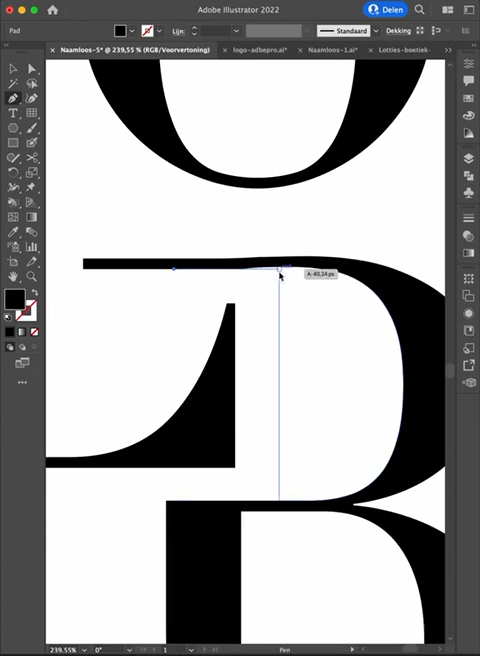 Adobe Illustrator 2022
Delen
Pad
Lijn:
Standaard
Dekking
× Naamloos-5* @ 239,55 % (RGB/Voorvertoning)
× logo-adbepro.ai*
× Naamloos-1.ai*
× Lotties-boetiek-
A: 40,24 px
239,55%
0°
1
Pen